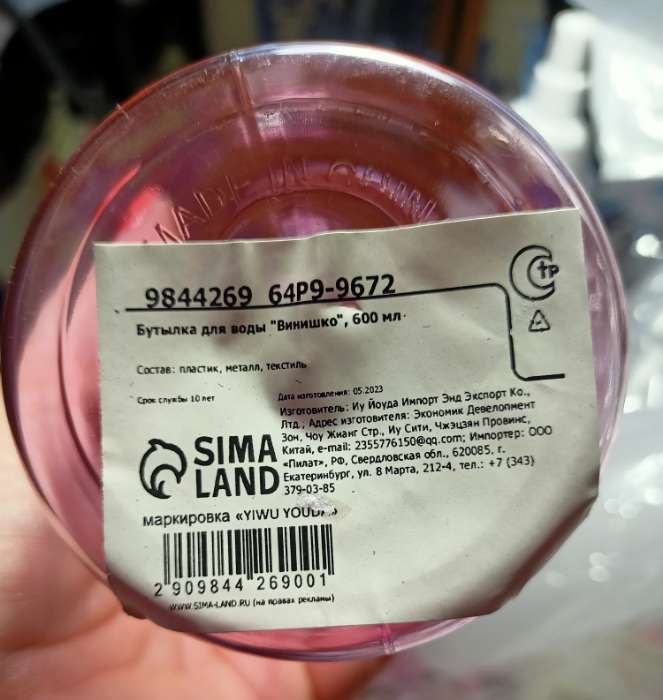 MADE IN CHINA
9844269 64P9-9672
Бутылка для воды "Винишко", 600 мл
Состав: пластик, металл, текстиль
Срок службы 10 лет
Дата изготовления: 05.2023
Изготовитель: Иу Йоуда Импорт Энд Экспорт Ко.,
Лтд., Адрес изготовителя: Экономик Девелопмент
Зон, Чоу Жианг Стр., Иу Сити, Чжэцзян Провинс,
Китай, e-mail: 2355776150@qq.com; Импортер: ООО
«Пилат», РФ, Свердловская обл., 620085, г.
Екатеринбург, ул. 8 Марта, 212-4, тел.: +7 (343)
379-03-85
SIMA
LAND
маркировка «YIWU YOUDA»
2 909844 269001
WWW.SIMA-LAND.RU (на правах рекламы)
СтР